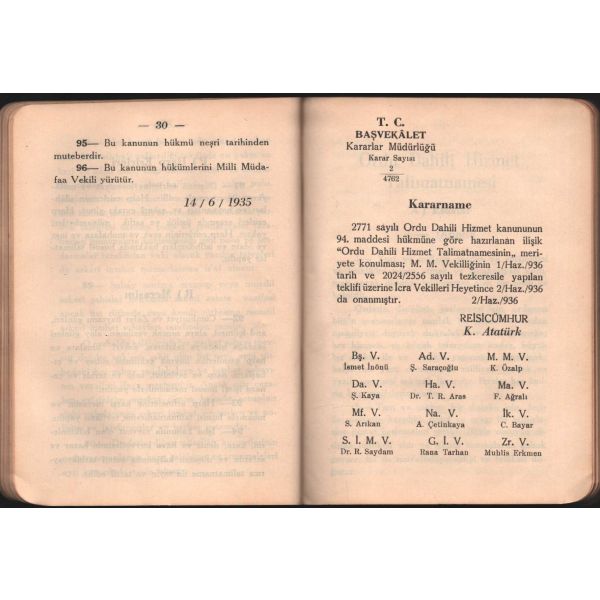 — 30 —
95— Bu kanunun hükmü neşri tarihinden
muteberdir.
96— Bu kanunun hükümlerini Milli Müda-
faa Vekili yürütür.
14 / 6 / 1935
T. C.
BAŞVEKÂLET
Kararlar Müdürlüğü
Karar Sayısı
2
4762
Kararname
2771 sayılı Ordu Dahili Hizmet kanununun
94. maddesi hükmüne göre hazırlanan ilişik
"Ordu Dahili Hizmet Talimatnamesinin„ meri-
yete konulması; M. M. Vekilliğinin 1/Haz./936
tarih ve 2024/2556 sayılı tezkeresile yapılan
teklifi üzerine İcra Vekilleri Heyetince 2/Haz./936
da onanmıştır. 2/Haz./936
REİSİCÜMHUR
K. Atatürk
Bş. V. Ad. V. M. M. V.
İsmet İnönü Ş. Saraçoğlu K. Özalp
Da. V. Ha. V. Ma. V.
Ş. Kaya Dr. T. R. Aras F. Ağralı
Mf. V. Na. V. İk. V.
S. Arıkan A. Çetinkaya C. Bayar
S. İ. M. V. G. İ. V. Zr. V.
Dr. R. Saydam Rana Tarhan Muhlis Erkmen